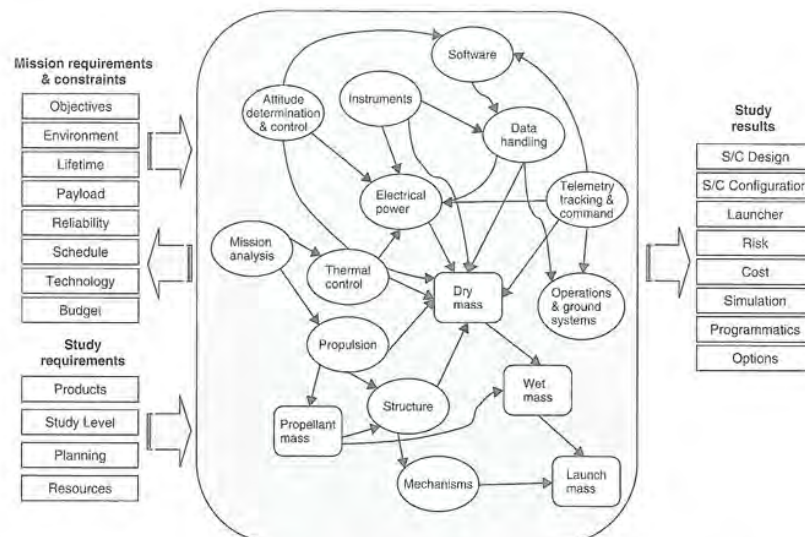 Mission requirements
& constraints
Objectives
Environment
Lifetime
Payload
Reliability
Schedule
Technology
Budget
Study
requirements
Products
Study Level
Planning
Resources
Software
Attitude
determination
& control
Instruments
Data
handling
Electrical
power
Telemetry
tracking &
command
Mission
analysis
Thermal
control
Dry
mass
Operations
& ground
systems
Propulsion
Wet
mass
Structure
Propellant
mass
Mechanisms
Launch
mass
Study
results
S/C Design
S/C Configuration
Launcher
Risk
Cost
Simulation
Programmatics
Options